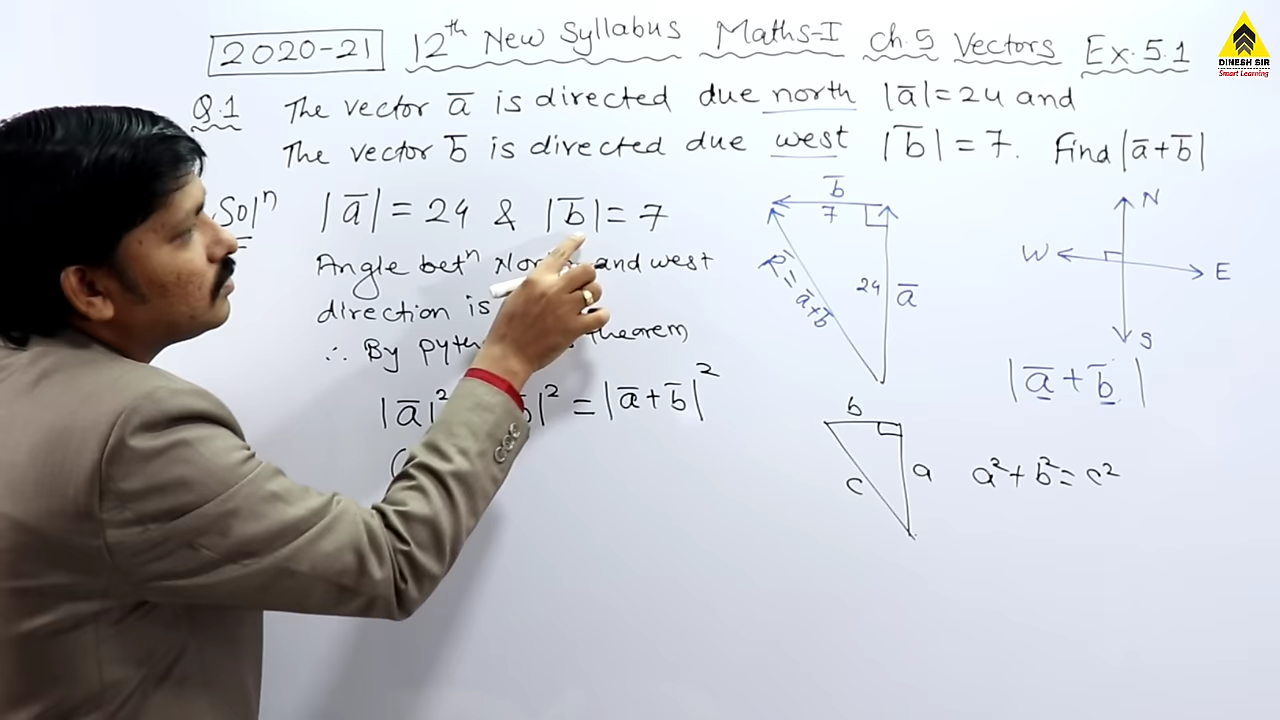 2020-21 12th New Syllabus Maths-I ch.5 Vectors Ex.5.1
DINESH SIR
Smart Learning
Q.1 The vector a̅ is directed due north |a̅|=24 and
The vector b̅ is directed due west |b̅|=7. Find |a̅+b̅|
Solⁿ |a̅|=24 & |b̅|=7
Angle betⁿ and west
direction is
∴ By theorem
|a̅|² |² = |a̅+b̅|²
b̅
7
24 a̅
= a̅+b̅
N
W E
S
|a̅+b̅|
b
c a
a²+b²=c²